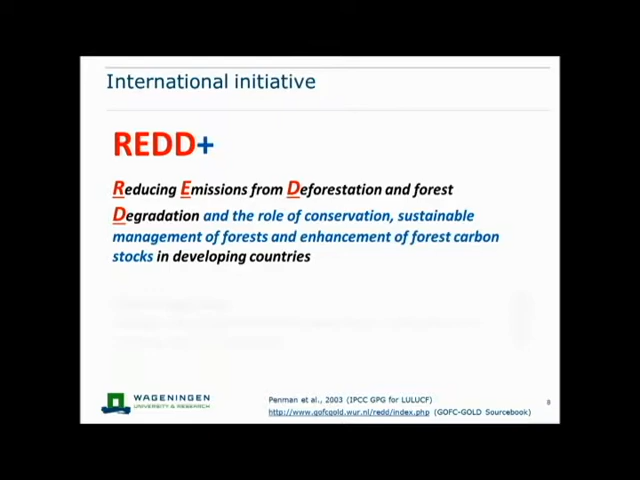 International initiative
REDD+
Reducing Emissions from Deforestation and forest
Degradation and the role of conservation, sustainable
management of forests and enhancement of forest carbon
stocks in developing countries
WAGENINGEN
UNIVERSITY & RESEARCH
Penman et al., 2003 (IPCC GPG for LULUCF)
http://www.gofcgold.wur.nl/redd/index.php (GOFC-GOLD Sourcebook)